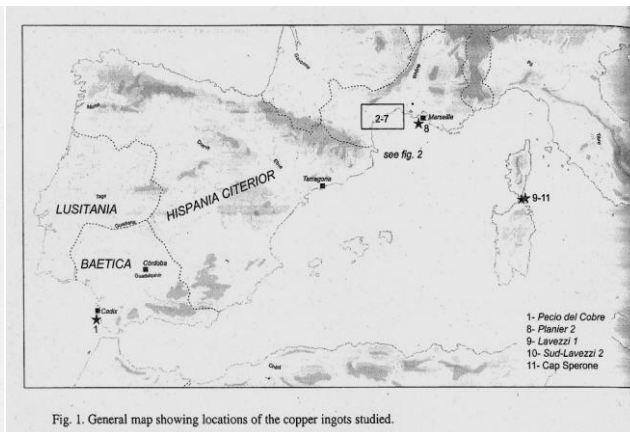 2-7
8
Marseille
see fig. 2
HISPANIA CITERIOR
Tarragona
LUSITANIA
BAETICA
Córdoba
Cadix
1
9-11
1- Pecio del Cobre
8- Planier 2
9- Lavezzi 1
10- Sud-Lavezzi 2
11- Cap Sperone
Fig. 1. General map showing locations of the copper ingots studied.